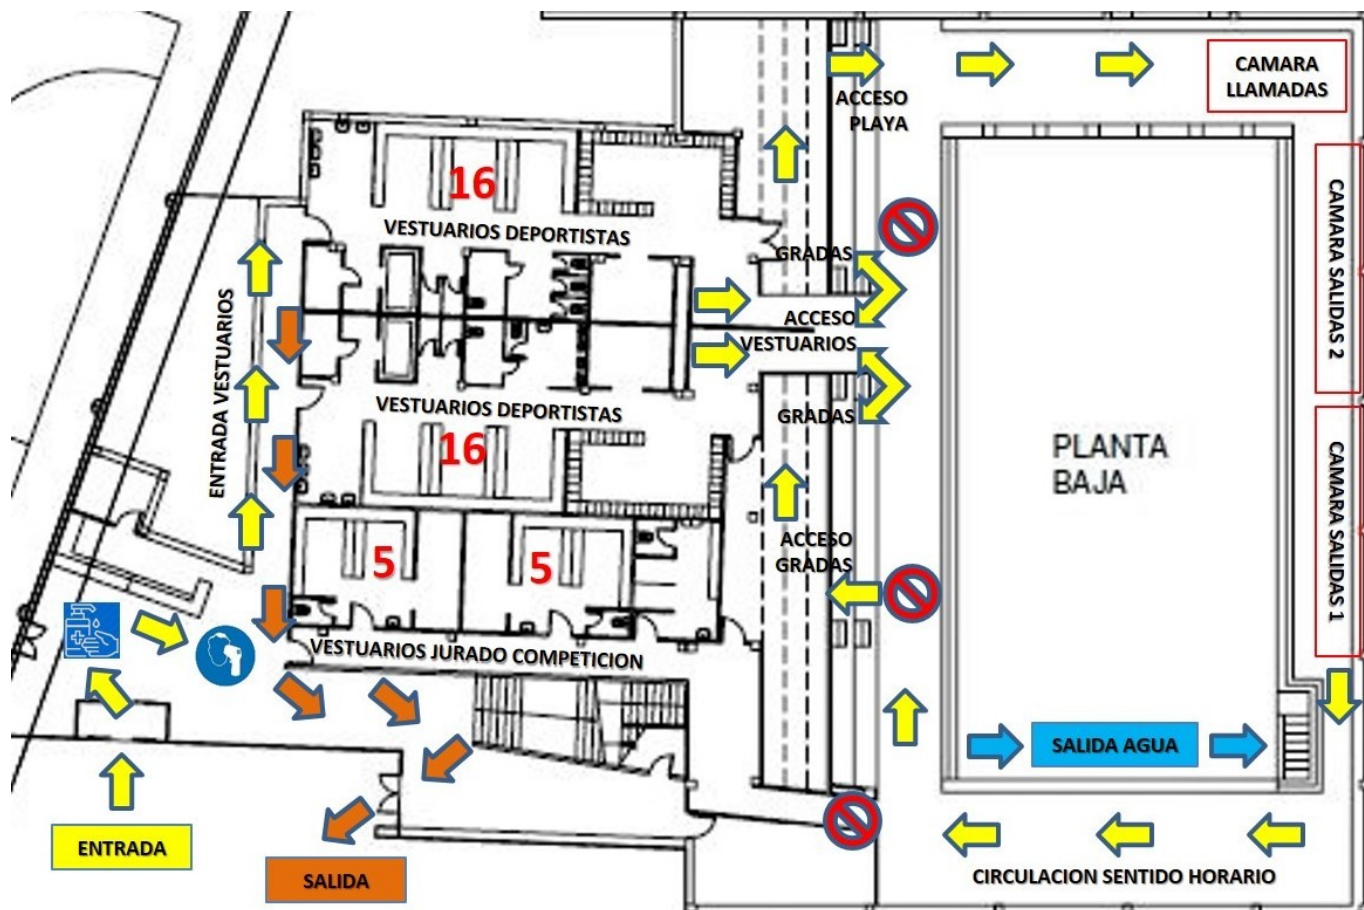 CAMARA
LLAMADAS
ACCESO
PLAYA
16
VESTUARIOS DEPORTISTAS
GRADAS
CAMARA SALIDAS 2
ENTRADA VESTUARIOS
ACCESO
VESTUARIOS
VESTUARIOS DEPORTISTAS
GRADAS
16
PLANTA
BAJA
CAMARA SALIDAS 1
5
5
ACCESO
GRADAS
VESTUARIOS JURADO COMPETICION
SALIDA AGUA
ENTRADA
SALIDA
CIRCULACION SENTIDO HORARIO